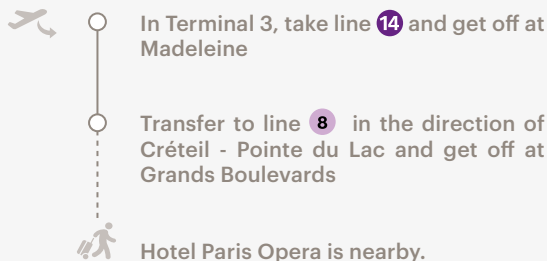 In Terminal 3, take line 14 and get off at
Madeleine
Transfer to line 8 in the direction of
Créteil - Pointe du Lac and get off at
Grands Boulevards
Hotel Paris Opera is nearby.